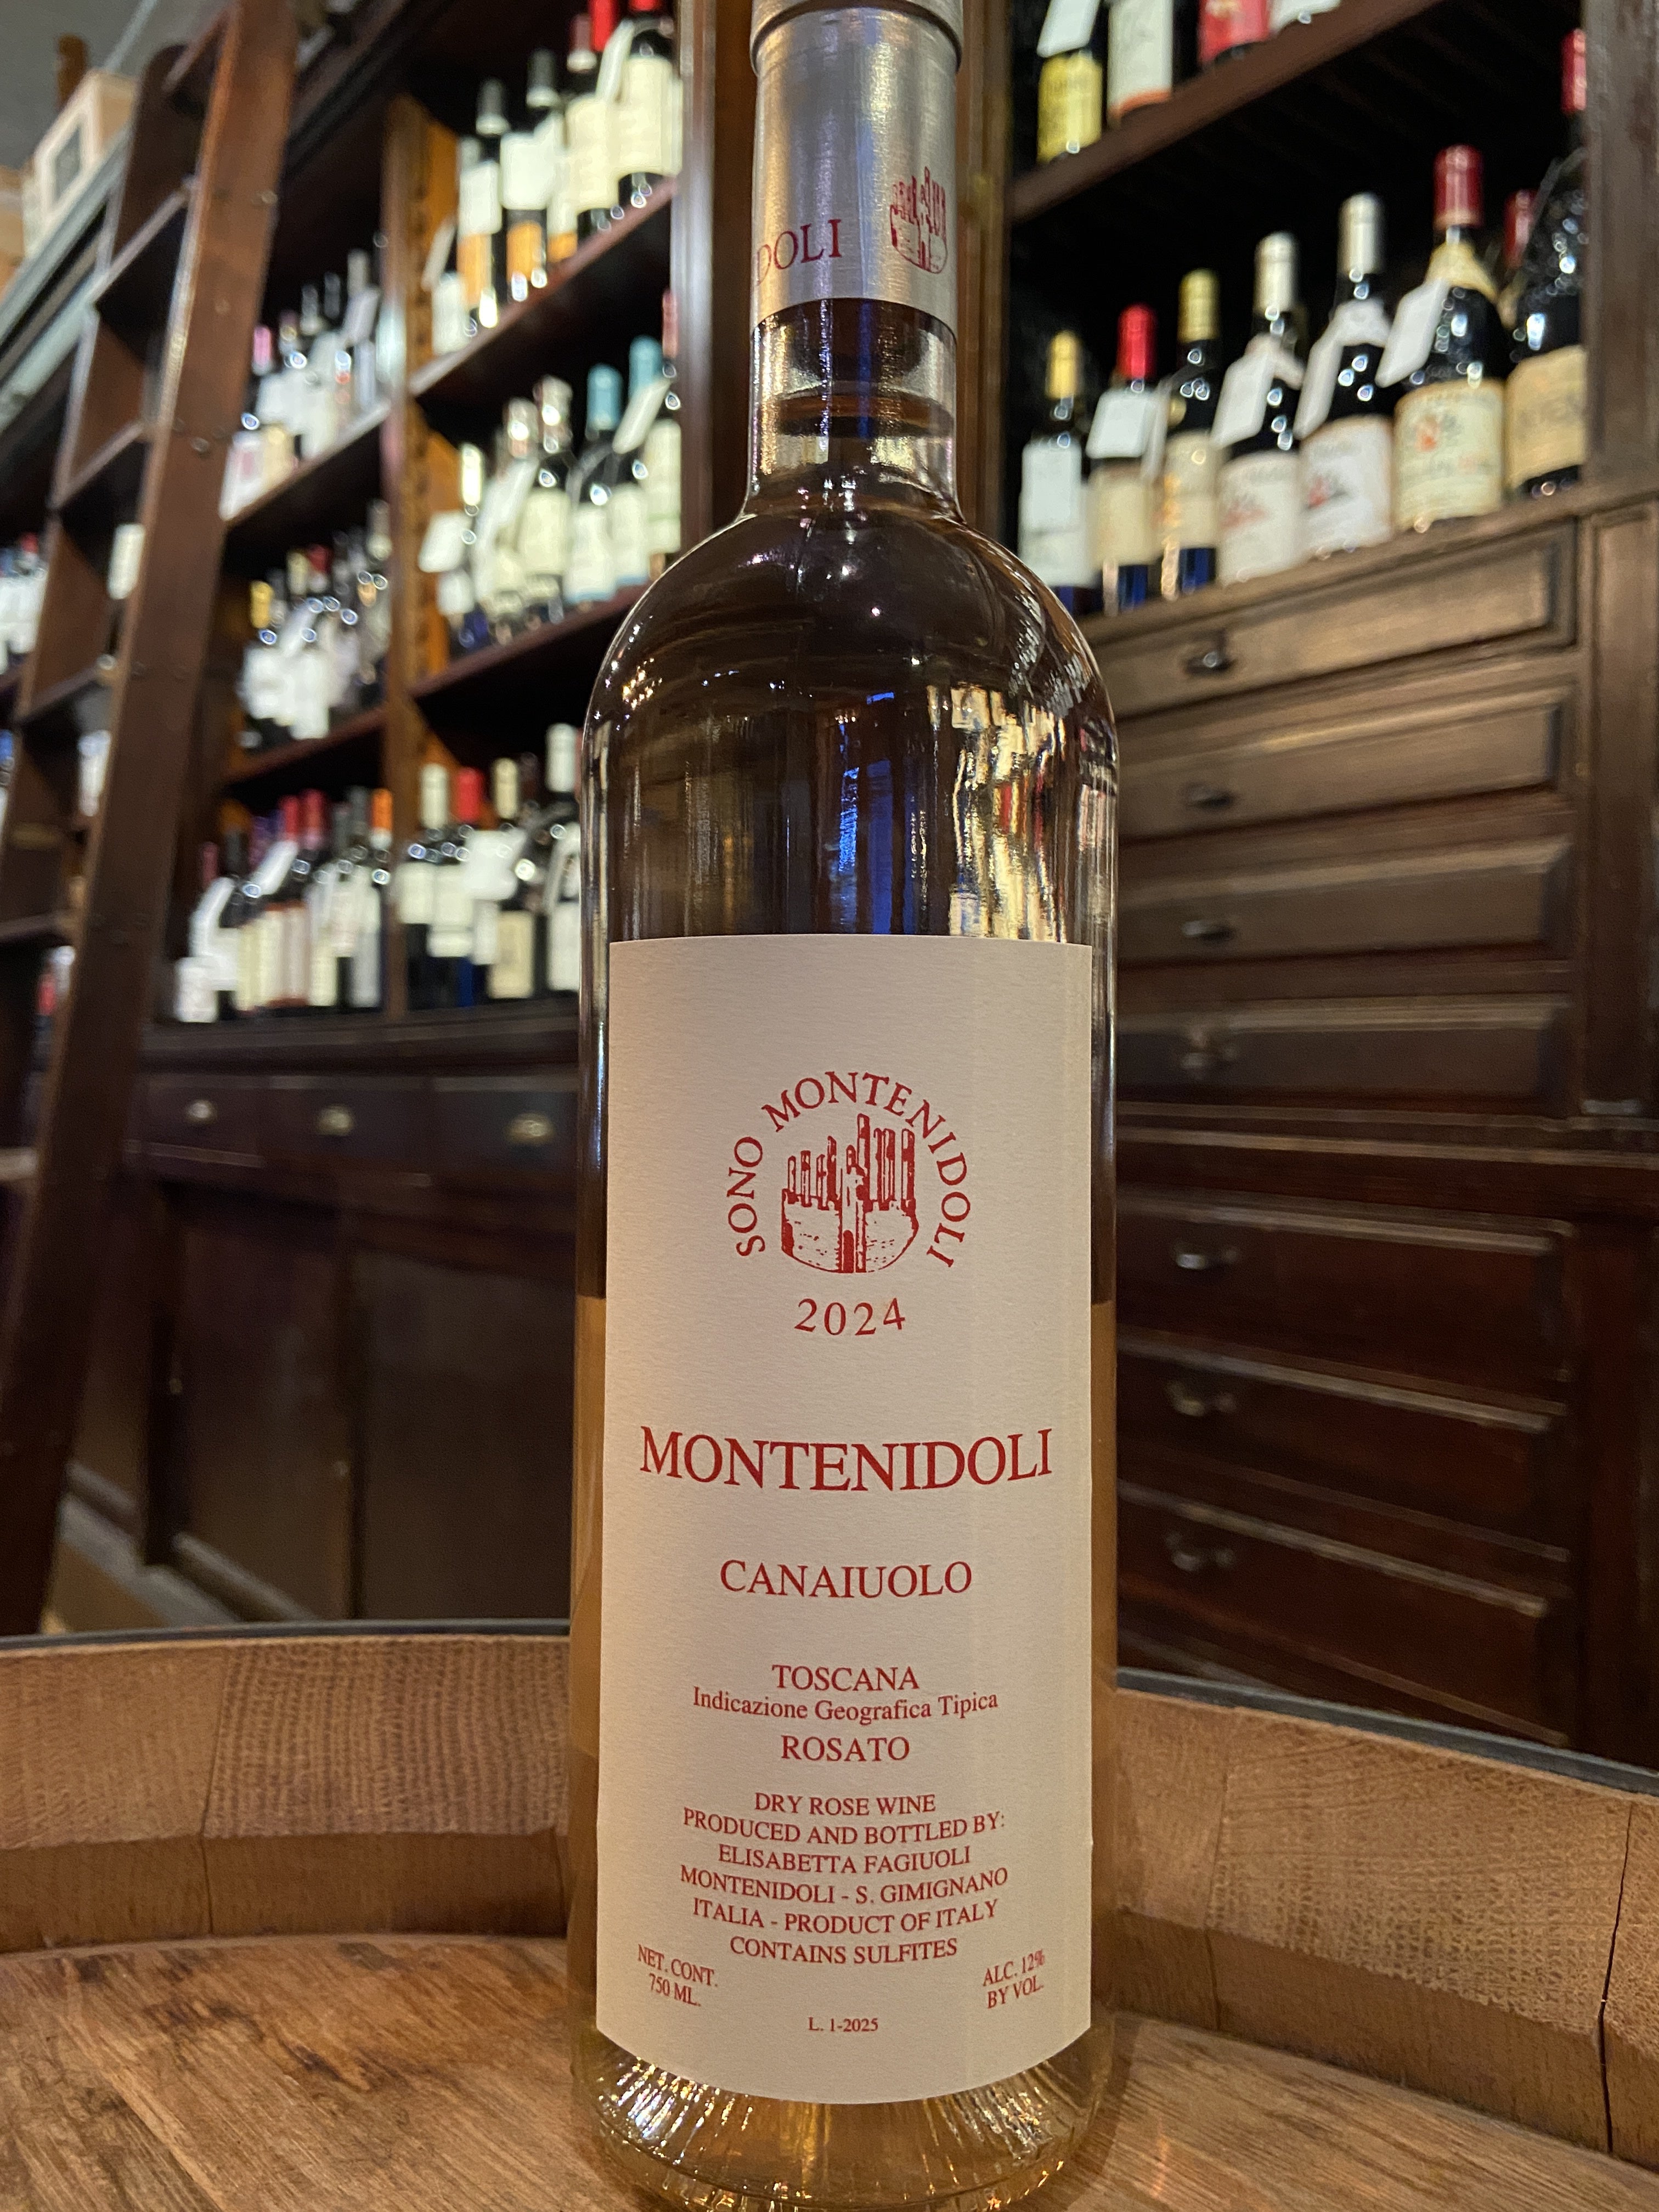 DOLI
SONO MONTENIDOLI
2024
MONTENIDOLI
CANAIUOLO
TOSCANA
Indicazione Geografica Tipica
ROSATO
DRY ROSE WINE
PRODUCED AND BOTTLED BY:
ELISABETTA FAGIUOLI
MONTENIDOLI - S. GIMIGNANO
ITALIA - PRODUCT OF ITALY
CONTAINS SULFITES
NET. CONT.
750 ML.
ALC. 12%
BY VOL.
L. 1-2025